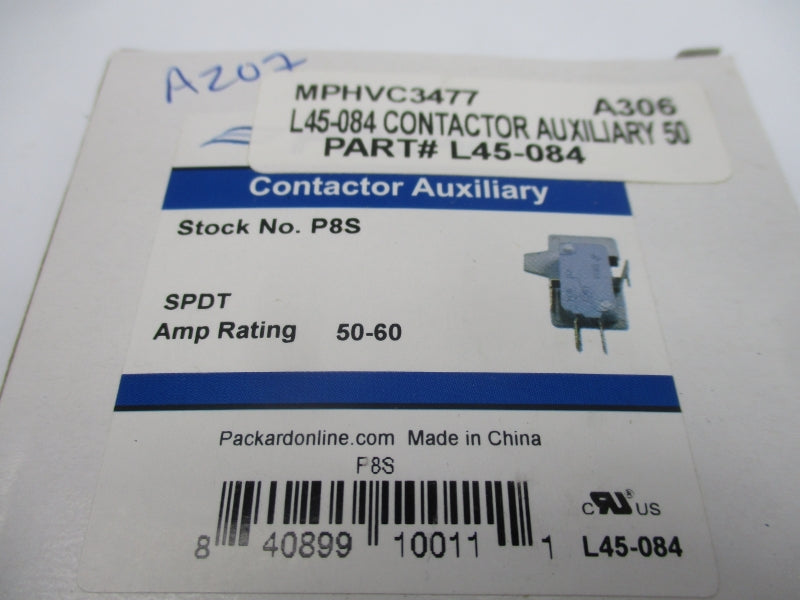 A207
MPHVC3477 A306
L45-084 CONTACTOR AUXILIARY 50
PART# L45-084
Contactor Auxiliary
Stock No. P8S
SPDT
Amp Rating 50-60
Packardonline.com Made in China
P8S
8 40899 10011 1
C RU® US
L45-084